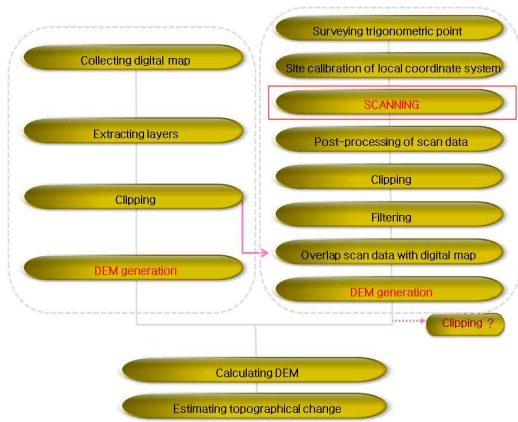 Collecting digital map
Extracting layers
Clipping
DEM generation
Surveying trigonometric point
Site calibration of local coordinate system
SCANNING
Post-processing of scan data
Clipping
Filtering
Overlap scan data with digital map
DEM generation
Clipping ?
Calculating DEM
Estimating topographical change